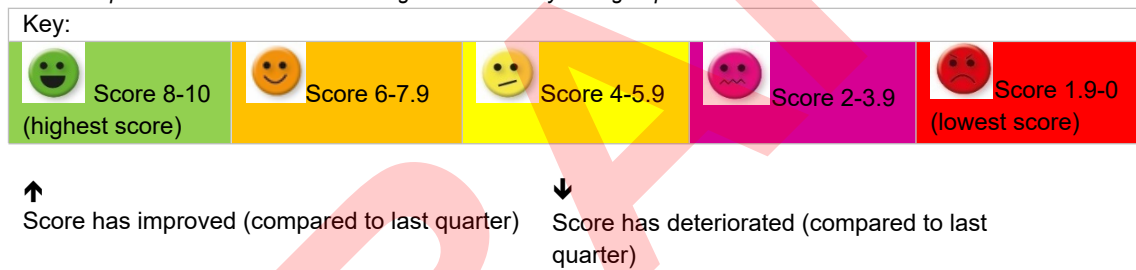 Key:
Score 8-10
(highest score)
Score 6-7.9
Score 4-5.9
Score 2-3.9
Score 1.9-0
(lowest score)
↑
Score has improved (compared to last quarter)
↓
Score has deteriorated (compared to last
quarter)